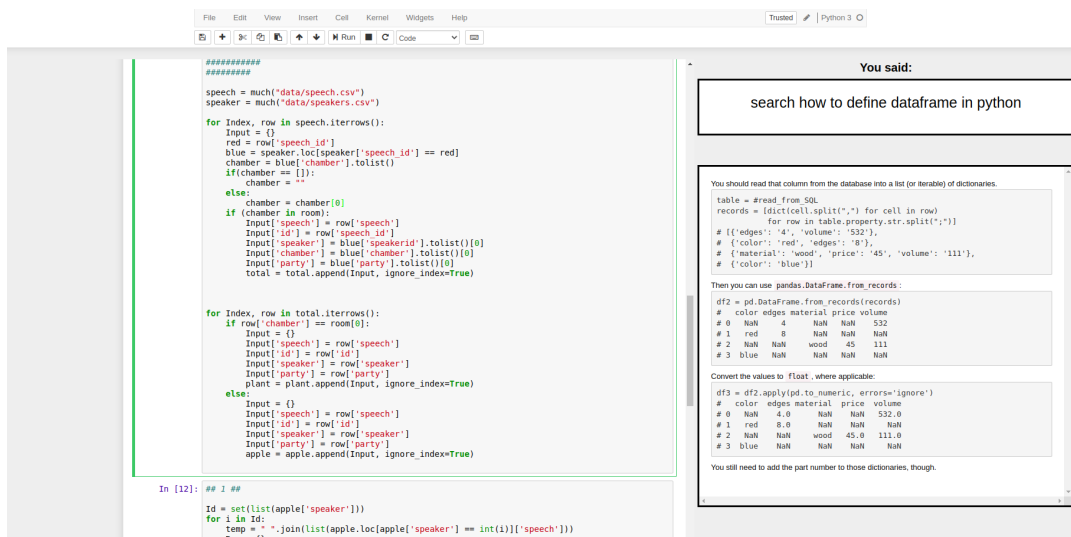 File Edit View Insert Cell Kernel Widgets Help
Trusted Python 3
Run Code
###########
#########
speech = much("data/speech.csv")
speaker = much("data/speakers.csv")
for Index, row in speech.iterrows():
Input = {}
red = row['speech_id']
blue = speaker.loc[speaker['speech_id'] == red]
chamber = blue['chamber'].tolist()
if(chamber == []):
chamber = ""
else:
chamber = chamber[0]
if (chamber in room):
Input['speech'] = row['speech']
Input['id'] = row['speech_id']
Input['speaker'] = blue['speakerid'].tolist()[0]
Input['chamber'] = blue['chamber'].tolist()[0]
Input['party'] = blue['party'].tolist()[0]
total = total.append(Input, ignore_index=True)
for Index, row in total.iterrows():
if row['chamber'] == room[0]:
Input = {}
Input['speech'] = row['speech']
Input['id'] = row['id']
Input['speaker'] = row['speaker']
Input['party'] = row['party']
plant = plant.append(Input, ignore_index=True)
else:
Input = {}
Input['speech'] = row['speech']
Input['id'] = row['id']
Input['speaker'] = row['speaker']
Input['party'] = row['party']
apple = apple.append(Input, ignore_index=True)
In [12]: ## 1 ##
Id = set(list(apple['speaker']))
for i in Id:
temp = " ".join(list(apple.loc[apple['speaker'] == int(i)]['speech']))
You said:
search how to define dataframe in python
You should read that column from the database into a list (or iterable) of dictionaries.
table = #read_from_SQL
records = [dict(cell.split(",") for cell in row)
for row in table.property.str.split(";")]
# [{'edges': '4', 'volume': '532'},
# {'color': 'red', 'edges': '8'},
# {'material': 'wood', 'price': '45', 'volume': '111'},
# {'color': 'blue'}]
Then you can use pandas.DataFrame.from_records:
df2 = pd.DataFrame.from_records(records)
# color edges material price volume
# 0 NaN 4 NaN NaN 532
# 1 red 8 NaN NaN NaN
# 2 NaN NaN wood 45 111
# 3 blue NaN NaN NaN NaN
Convert the values to float, where applicable:
df3 = df2.apply(pd.to_numeric, errors='ignore')
# color edges material price volume
# 0 NaN 4.0 NaN NaN 532.0
# 1 red 8.0 NaN NaN NaN
# 2 NaN NaN wood 45.0 111.0
# 3 blue NaN NaN NaN NaN
You still need to add the part number to those dictionaries, though.